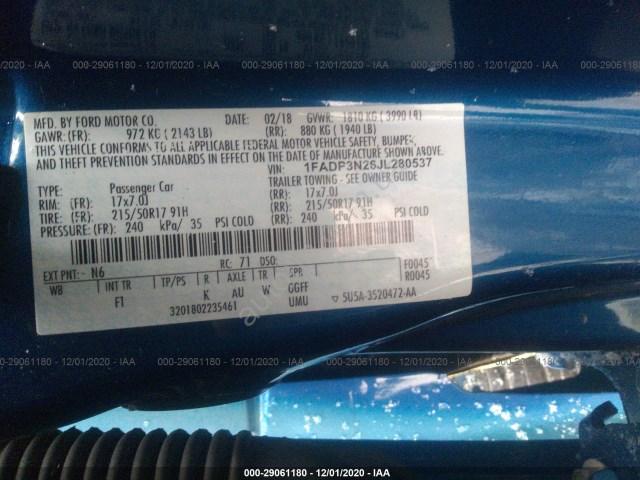 000-29061180 - 12/01/2020 - IAA
MFD. BY FORD MOTOR CO. DATE: 02/18 GVWR: 1810 KG ( 3990 LB)
GAWR: (FR): 972 KG ( 2143 LB) (RR): 880 KG ( 1940 LB)
THIS VEHICLE CONFORMS TO ALL APPLICABLE FEDERAL MOTOR VEHICLE SAFETY, BUMPER,
AND THEFT PREVENTION STANDARDS IN EFFECT ON THE DATE OF MANUFACTURE SHOWN ABOVE.
VIN: 1FADP3N26JL280537
TYPE: Passenger Car TRAILER TOWING - SEE OWNER GUIDE
RIM: (FR) 17x7.0J (RR): 17x7.0J
TIRE: (FR) 215/50R17 91H (RR): 215/50R17 91H
PRESSURE: (FR) 240 kPa/ 35 PSI COLD (RR): 240 kPa/ 35 PSI COLD
RC: 71 DSO:
EXT PNT: N6 F0045
WB INT TR TP/PS R AXLE TR SPR R0045
F1 K AU W GGFF
3201802235461 UMU 5U5A-3520472-AA
000-29061180 - 12/01/2020 - IAA
000-29061180 - 12/01/2020 - IAA